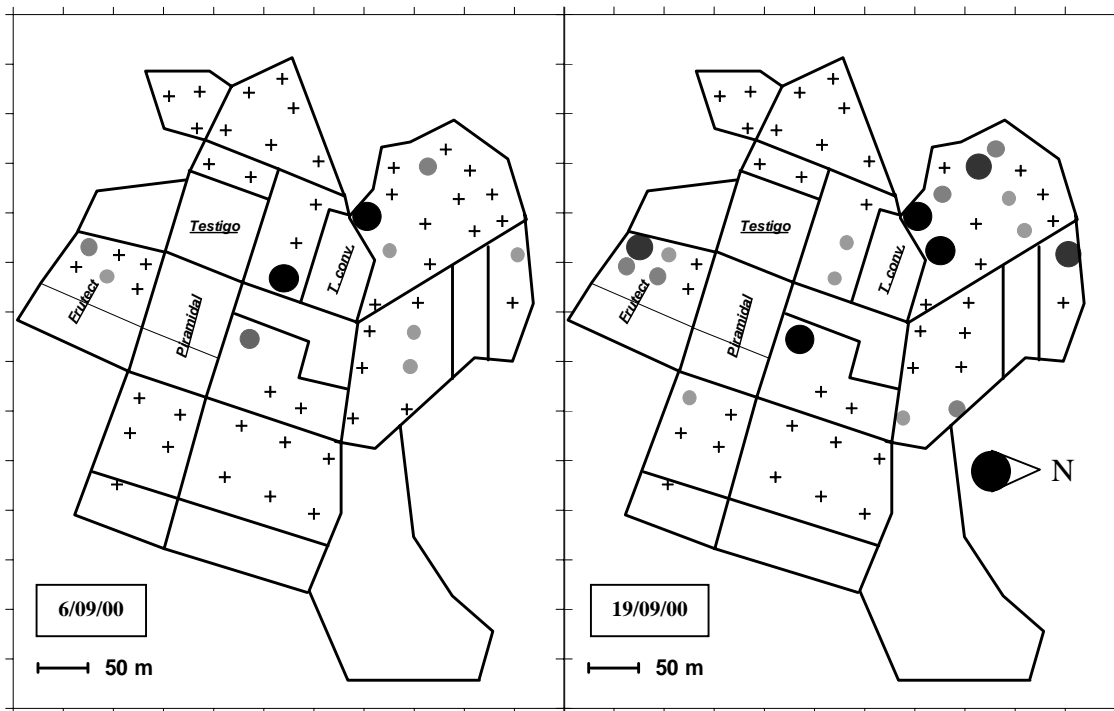 Testigo
T. conv.
Frutect
Piramidal
6/09/00
50 m
Testigo
T. conv.
Frutect
Piramidal
N
19/09/00
50 m